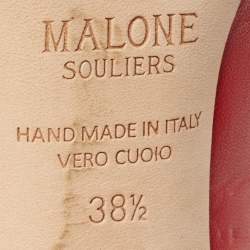 MALONE
SOULIERS
HAND MADE IN ITALY
VERO CUOIO
38½